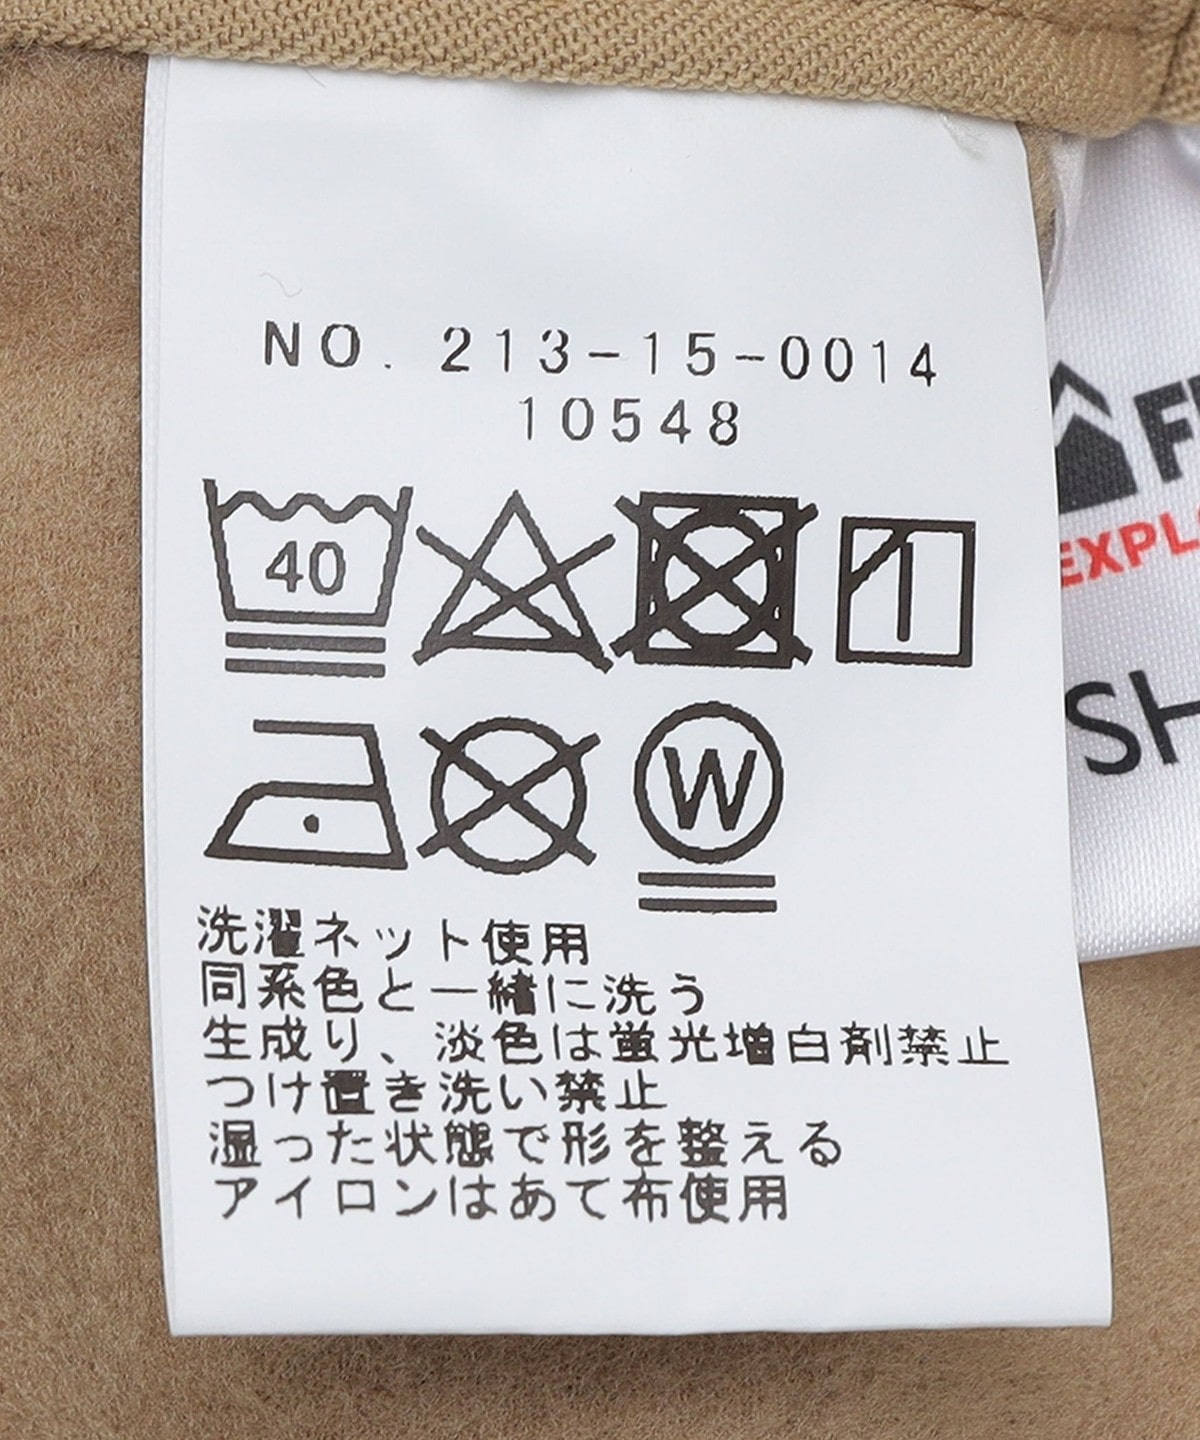 NO. 213-15-0014
10548
40
W
洗濯ネット使用
同系色と一緒に洗う
生成り、淡色は蛍光増白剤禁止
つけ置き洗い禁止
湿った状態で形を整える
アイロンはあて布使用